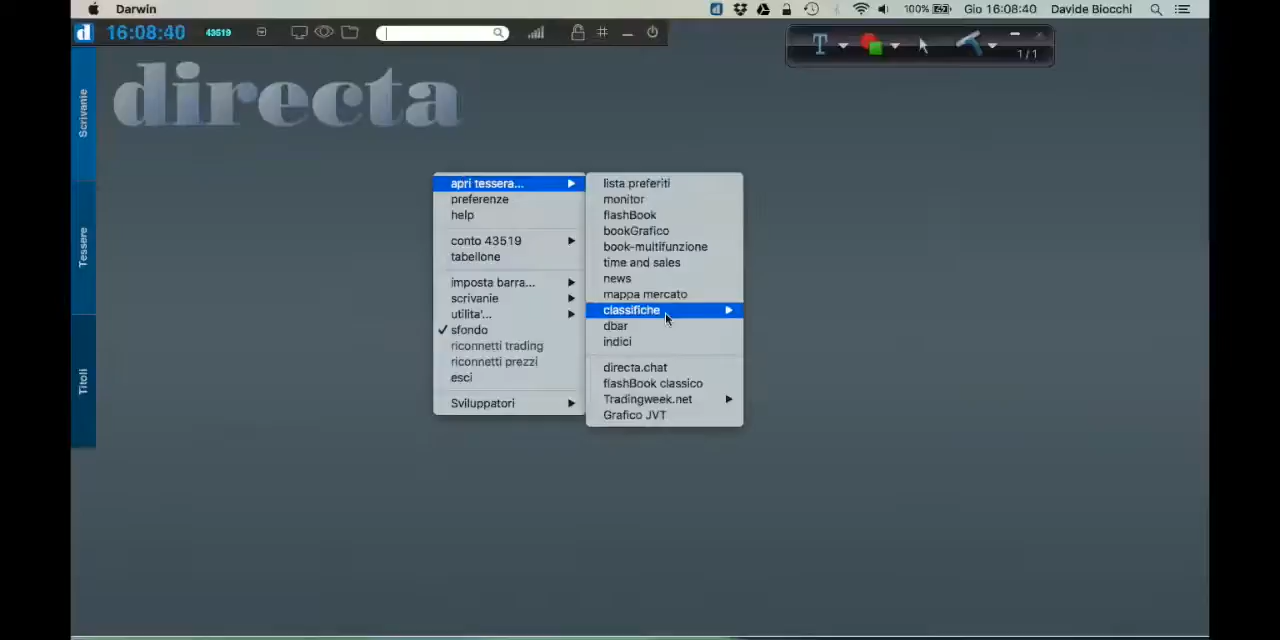 Darwin
100%
Gio 16:08:40
Davide Biocchi
d
16:08:40
43519
T
1/1
directa
Scrivanie
Tessere
Titoli
apri tessera...
preferenze
help
conto 43519
tabellone
imposta barra...
scrivanie
utilita'...
sfondo
riconnetti trading
riconnetti prezzi
esci
Sviluppatori
lista preferiti
monitor
flashBook
bookGrafico
book-multifunzione
time and sales
news
mappa mercato
classifiche
dbar
indici
directa.chat
flashBook classico
Tradingweek.net
Grafico JVT